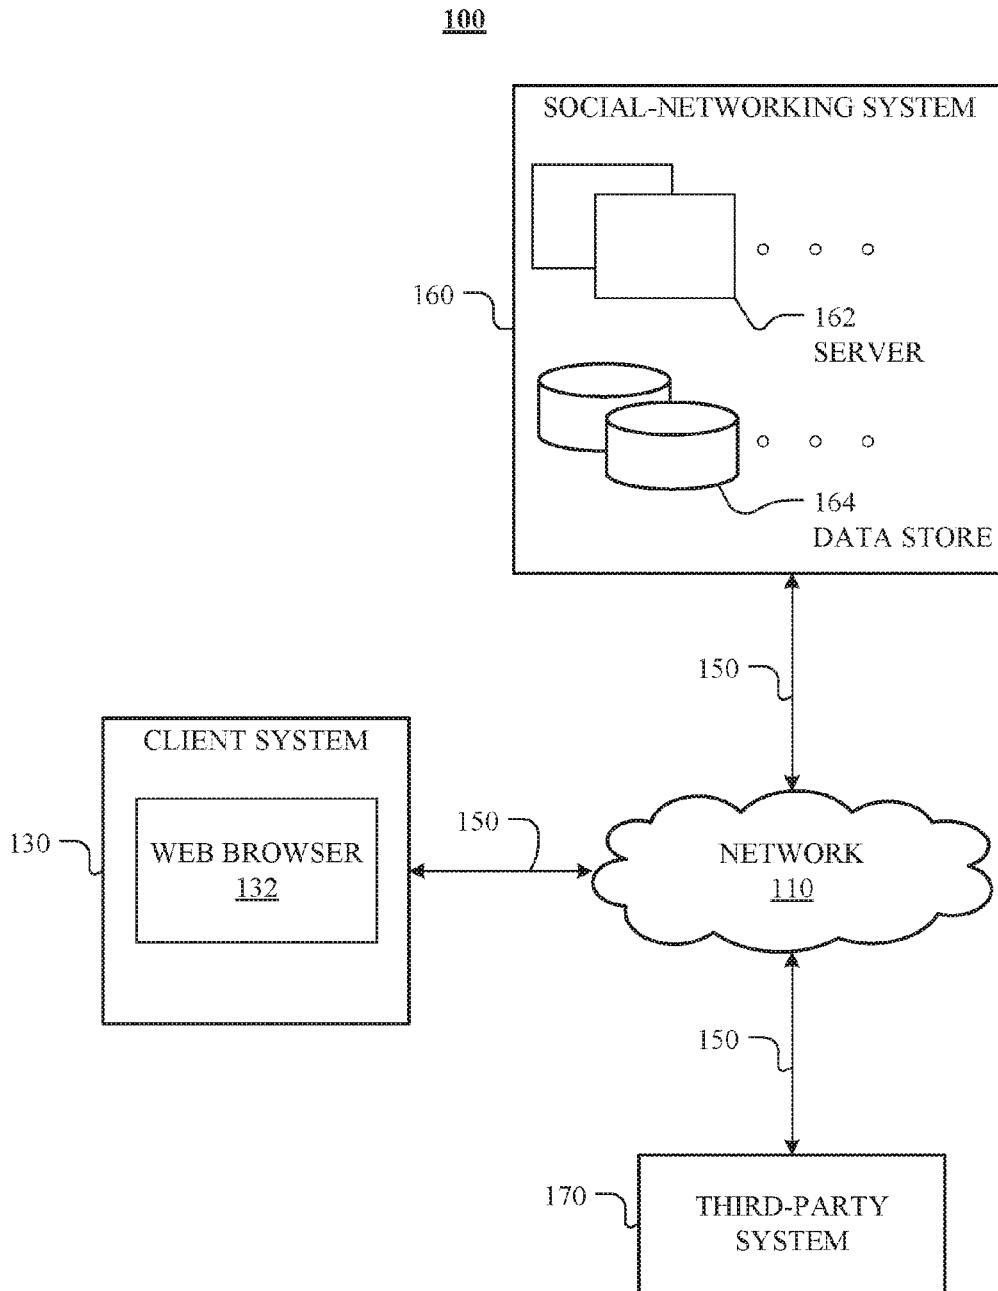 100
SOCIAL-NETWORKING SYSTEM
160
162
SERVER
164
DATA STORE
150
CLIENT SYSTEM
130
WEB BROWSER
132
150
NETWORK
110
150
170
THIRD-PARTY
SYSTEM